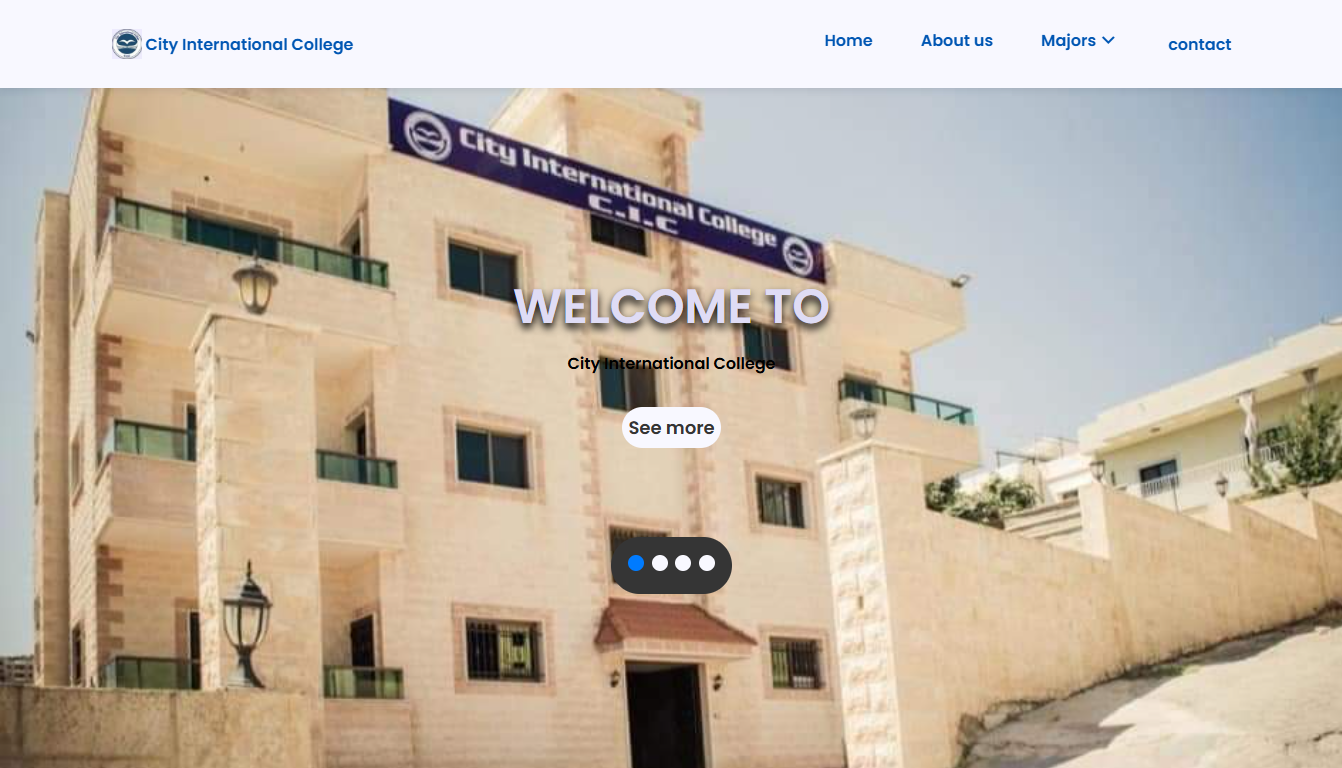 City International College
Home
About us
Majors
contact
City International College
C.I.C
WELCOME TO
City International College
See more